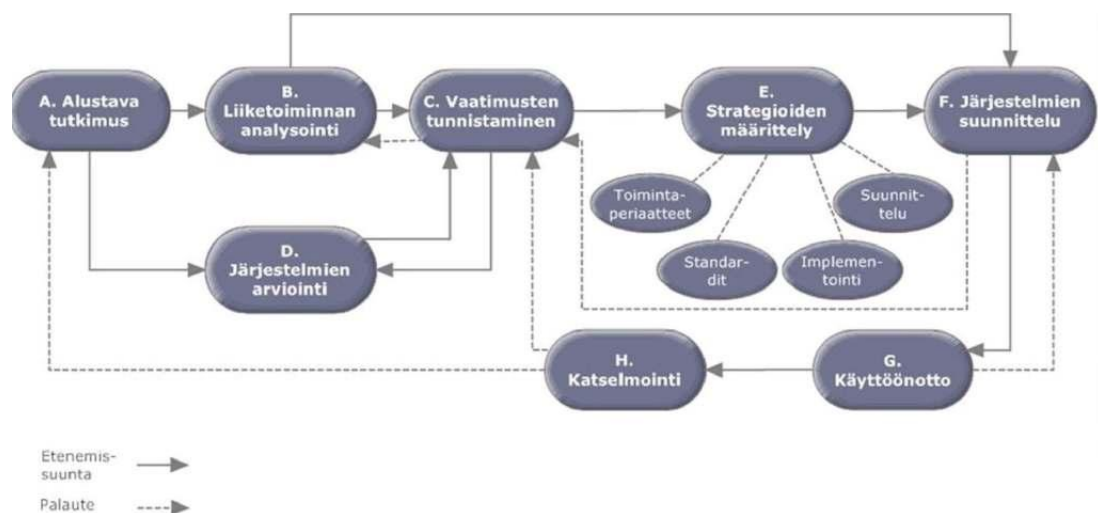 A. Alustava
tutkimus
B.
Liiketoiminnan
analysointi
C. Vaatimusten
tunnistaminen
E.
Strategioiden
määrittely
F. Järjestelmien
suunnittelu
Toiminta-
periaatteet
Suunnit-
telu
Standar-
dit
Implemen-
tointi
D.
Järjestelmien
arviointi
H.
Katselmointi
G.
Käyttöönotto
Etenemis-
suunta
Palaute